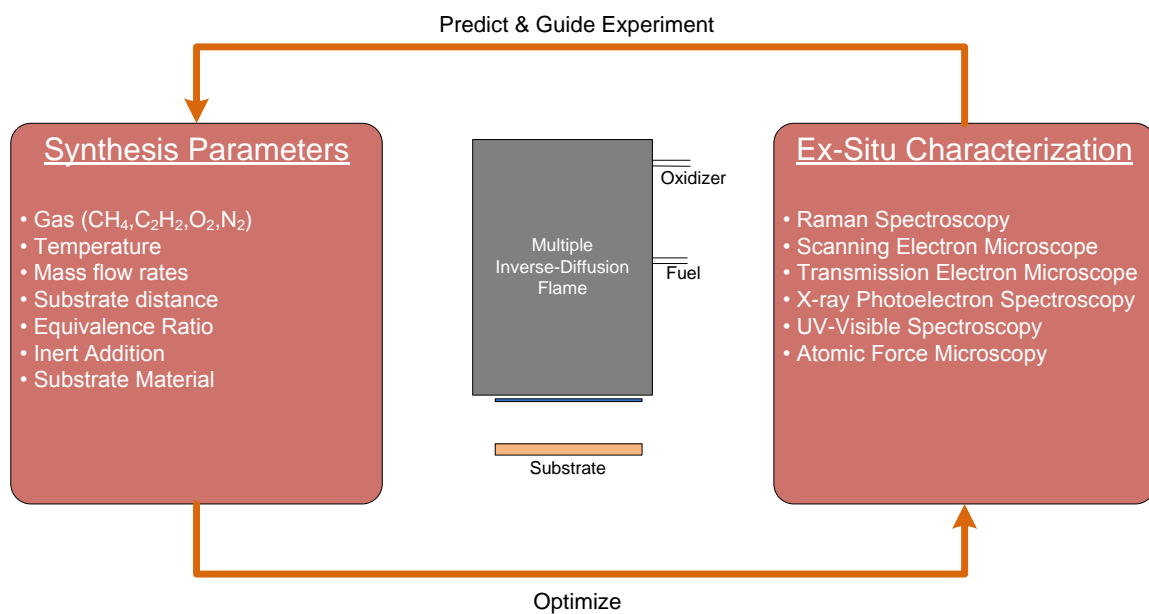 Predict & Guide Experiment
Synthesis Parameters
• Gas (CH₄,C₂H₂,O₂,N₂)
• Temperature
• Mass flow rates
• Substrate distance
• Equivalence Ratio
• Inert Addition
• Substrate Material
Oxidizer
Multiple
Inverse-Diffusion
Flame
Fuel
Substrate
Ex-Situ Characterization
• Raman Spectroscopy
• Scanning Electron Microscope
• Transmission Electron Microscope
• X-ray Photoelectron Spectroscopy
• UV-Visible Spectroscopy
• Atomic Force Microscopy
Optimize